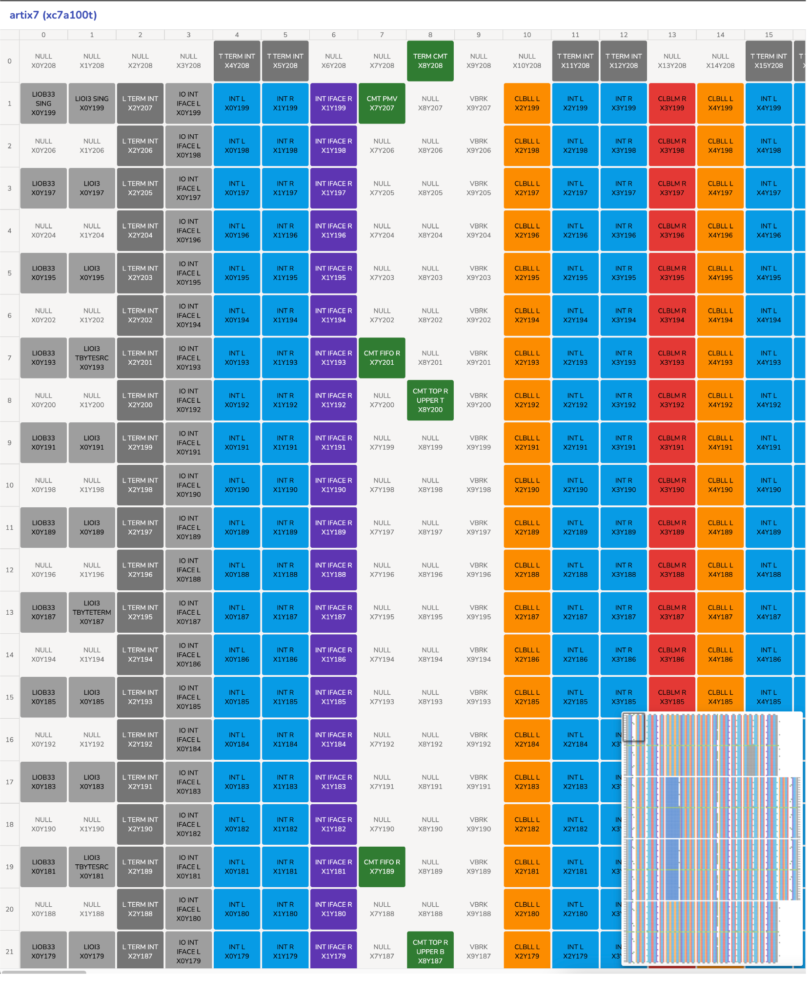 artix7 (xc7a100t)
0 1 2 3 4 5 6 7 8 9 10 11 12 13 14 15
0 NULL X0Y208 NULL X1Y208 NULL X2Y208 NULL X3Y208 T TERM INT X4Y208 T TERM INT X5Y208 NULL X6Y208 NULL X7Y208 TERM CMT X8Y208 NULL X9Y208 NULL X10Y208 T TERM INT X11Y208 T TERM INT X12Y208 NULL X13Y208 NULL X14Y208 T TERM INT X15Y208
1 LIOB33 SING X0Y199 LIOI3 SING X0Y199 L TERM INT X2Y207 IO INT IFACE L X0Y199 INT L X0Y199 INT R X1Y199 INT IFACE R X1Y199 CMT PMV X7Y207 NULL X8Y207 VBRK X9Y207 CLBLL L X2Y199 INT L X2Y199 INT R X3Y199 CLBLM R X3Y199 CLBLL L X4Y199 INT L X4Y199
2 NULL X0Y206 NULL X1Y206 L TERM INT X2Y206 IO INT IFACE L X0Y198 INT L X0Y198 INT R X1Y198 INT IFACE R X1Y198 NULL X7Y206 NULL X8Y206 VBRK X9Y206 CLBLL L X2Y198 INT L X2Y198 INT R X3Y198 CLBLM R X3Y198 CLBLL L X4Y198 INT L X4Y198
3 LIOB33 X0Y197 LIOI3 X0Y197 L TERM INT X2Y205 IO INT IFACE L X0Y197 INT L X0Y197 INT R X1Y197 INT IFACE R X1Y197 NULL X7Y205 NULL X8Y205 VBRK X9Y205 CLBLL L X2Y197 INT L X2Y197 INT R X3Y197 CLBLM R X3Y197 CLBLL L X4Y197 INT L X4Y197
4 NULL X0Y204 NULL X1Y204 L TERM INT X2Y204 IO INT IFACE L X0Y196 INT L X0Y196 INT R X1Y196 INT IFACE R X1Y196 NULL X7Y204 NULL X8Y204 VBRK X9Y204 CLBLL L X2Y196 INT L X2Y196 INT R X3Y196 CLBLM R X3Y196 CLBLL L X4Y196 INT L X4Y196
5 LIOB33 X0Y195 LIOI3 X0Y195 L TERM INT X2Y203 IO INT IFACE L X0Y195 INT L X0Y195 INT R X1Y195 INT IFACE R X1Y195 NULL X7Y203 NULL X8Y203 VBRK X9Y203 CLBLL L X2Y195 INT L X2Y195 INT R X3Y195 CLBLM R X3Y195 CLBLL L X4Y195 INT L X4Y195
6 NULL X0Y202 NULL X1Y202 L TERM INT X2Y202 IO INT IFACE L X0Y194 INT L X0Y194 INT R X1Y194 INT IFACE R X1Y194 NULL X7Y202 NULL X8Y202 VBRK X9Y202 CLBLL L X2Y194 INT L X2Y194 INT R X3Y194 CLBLM R X3Y194 CLBLL L X4Y194 INT L X4Y194
7 LIOB33 X0Y193 LIOI3 TBYTESRC X0Y193 L TERM INT X2Y201 IO INT IFACE L X0Y193 INT L X0Y193 INT R X1Y193 INT IFACE R X1Y193 CMT FIFO R X7Y201 NULL X8Y201 VBRK X9Y201 CLBLL L X2Y193 INT L X2Y193 INT R X3Y193 CLBLM R X3Y193 CLBLL L X4Y193 INT L X4Y193
8 NULL X0Y200 NULL X1Y200 L TERM INT X2Y200 IO INT IFACE L X0Y192 INT L X0Y192 INT R X1Y192 INT IFACE R X1Y192 NULL X7Y200 CMT TOP R UPPER T X8Y200 VBRK X9Y200 CLBLL L X2Y192 INT L X2Y192 INT R X3Y192 CLBLM R X3Y192 CLBLL L X4Y192 INT L X4Y192
9 LIOB33 X0Y191 LIOI3 X0Y191 L TERM INT X2Y199 IO INT IFACE L X0Y191 INT L X0Y191 INT R X1Y191 INT IFACE R X1Y191 NULL X7Y199 NULL X8Y199 VBRK X9Y199 CLBLL L X2Y191 INT L X2Y191 INT R X3Y191 CLBLM R X3Y191 CLBLL L X4Y191 INT L X4Y191
10 NULL X0Y198 NULL X1Y198 L TERM INT X2Y198 IO INT IFACE L X0Y190 INT L X0Y190 INT R X1Y190 INT IFACE R X1Y190 NULL X7Y198 NULL X8Y198 VBRK X9Y198 CLBLL L X2Y190 INT L X2Y190 INT R X3Y190 CLBLM R X3Y190 CLBLL L X4Y190 INT L X4Y190
11 LIOB33 X0Y189 LIOI3 X0Y189 L TERM INT X2Y197 IO INT IFACE L X0Y189 INT L X0Y189 INT R X1Y189 INT IFACE R X1Y189 NULL X7Y197 NULL X8Y197 VBRK X9Y197 CLBLL L X2Y189 INT L X2Y189 INT R X3Y189 CLBLM R X3Y189 CLBLL L X4Y189 INT L X4Y189
12 NULL X0Y196 NULL X1Y196 L TERM INT X2Y196 IO INT IFACE L X0Y188 INT L X0Y188 INT R X1Y188 INT IFACE R X1Y188 NULL X7Y196 NULL X8Y196 VBRK X9Y196 CLBLL L X2Y188 INT L X2Y188 INT R X3Y188 CLBLM R X3Y188 CLBLL L X4Y188 INT L X4Y188
13 LIOB33 X0Y187 LIOI3 TBYTETERM X0Y187 L TERM INT X2Y195 IO INT IFACE L X0Y187 INT L X0Y187 INT R X1Y187 INT IFACE R X1Y187 NULL X7Y195 NULL X8Y195 VBRK X9Y195 CLBLL L X2Y187 INT L X2Y187 INT R X3Y187 CLBLM R X3Y187 CLBLL L X4Y187 INT L X4Y187
14 NULL X0Y194 NULL X1Y194 L TERM INT X2Y194 IO INT IFACE L X0Y186 INT L X0Y186 INT R X1Y186 INT IFACE R X1Y186 NULL X7Y194 NULL X8Y194 VBRK X9Y194 CLBLL L X2Y186 INT L X2Y186 INT R X3Y186 CLBLM R X3Y186 CLBLL L X4Y186 INT L X4Y186
15 LIOB33 X0Y185 LIOI3 X0Y185 L TERM INT X2Y193 IO INT IFACE L X0Y185 INT L X0Y185 INT R X1Y185 INT IFACE R X1Y185 NULL X7Y193 NULL X8Y193 VBRK X9Y193 CLBLL L X2Y185 INT L X2Y185 INT R X3Y185 CLBLM R X3Y185 CLBLL L X4Y185 INT L X4Y185
16 NULL X0Y192 NULL X1Y192 L TERM INT X2Y192 IO INT IFACE L X0Y184 INT L X0Y184 INT R X1Y184 INT IFACE R X1Y184 NULL X7Y192 NULL X8Y192 VBRK X9Y192 CLBLL L X2Y184 INT L X2Y184
17 LIOB33 X0Y183 LIOI3 X0Y183 L TERM INT X2Y191 IO INT IFACE L X0Y183 INT L X0Y183 INT R X1Y183 INT IFACE R X1Y183 NULL X7Y191 NULL X8Y191 VBRK X9Y191 CLBLL L X2Y183 INT L X2Y183
18 NULL X0Y190 NULL X1Y190 L TERM INT X2Y190 IO INT IFACE L X0Y182 INT L X0Y182 INT R X1Y182 INT IFACE R X1Y182 NULL X7Y190 NULL X8Y190 VBRK X9Y190 CLBLL L X2Y182 INT L X2Y182
19 LIOB33 X0Y181 LIOI3 TBYTESRC X0Y181 L TERM INT X2Y189 IO INT IFACE L X0Y181 INT L X0Y181 INT R X1Y181 INT IFACE R X1Y181 CMT FIFO R X7Y189 NULL X8Y189 VBRK X9Y189 CLBLL L X2Y181 INT L X2Y181
20 NULL X0Y188 NULL X1Y188 L TERM INT X2Y188 IO INT IFACE L X0Y180 INT L X0Y180 INT R X1Y180 INT IFACE R X1Y180 NULL X7Y188 NULL X8Y188 VBRK X9Y188 CLBLL L X2Y180 INT L X2Y180
21 LIOB33 X0Y179 LIOI3 X0Y179 L TERM INT X2Y187 IO INT IFACE L X0Y179 INT L X0Y179 INT R X1Y179 INT IFACE R X1Y179 NULL X7Y187 CMT TOP R UPPER B X8Y187 VBRK X9Y187 CLBLL L X2Y179 INT L X2Y179